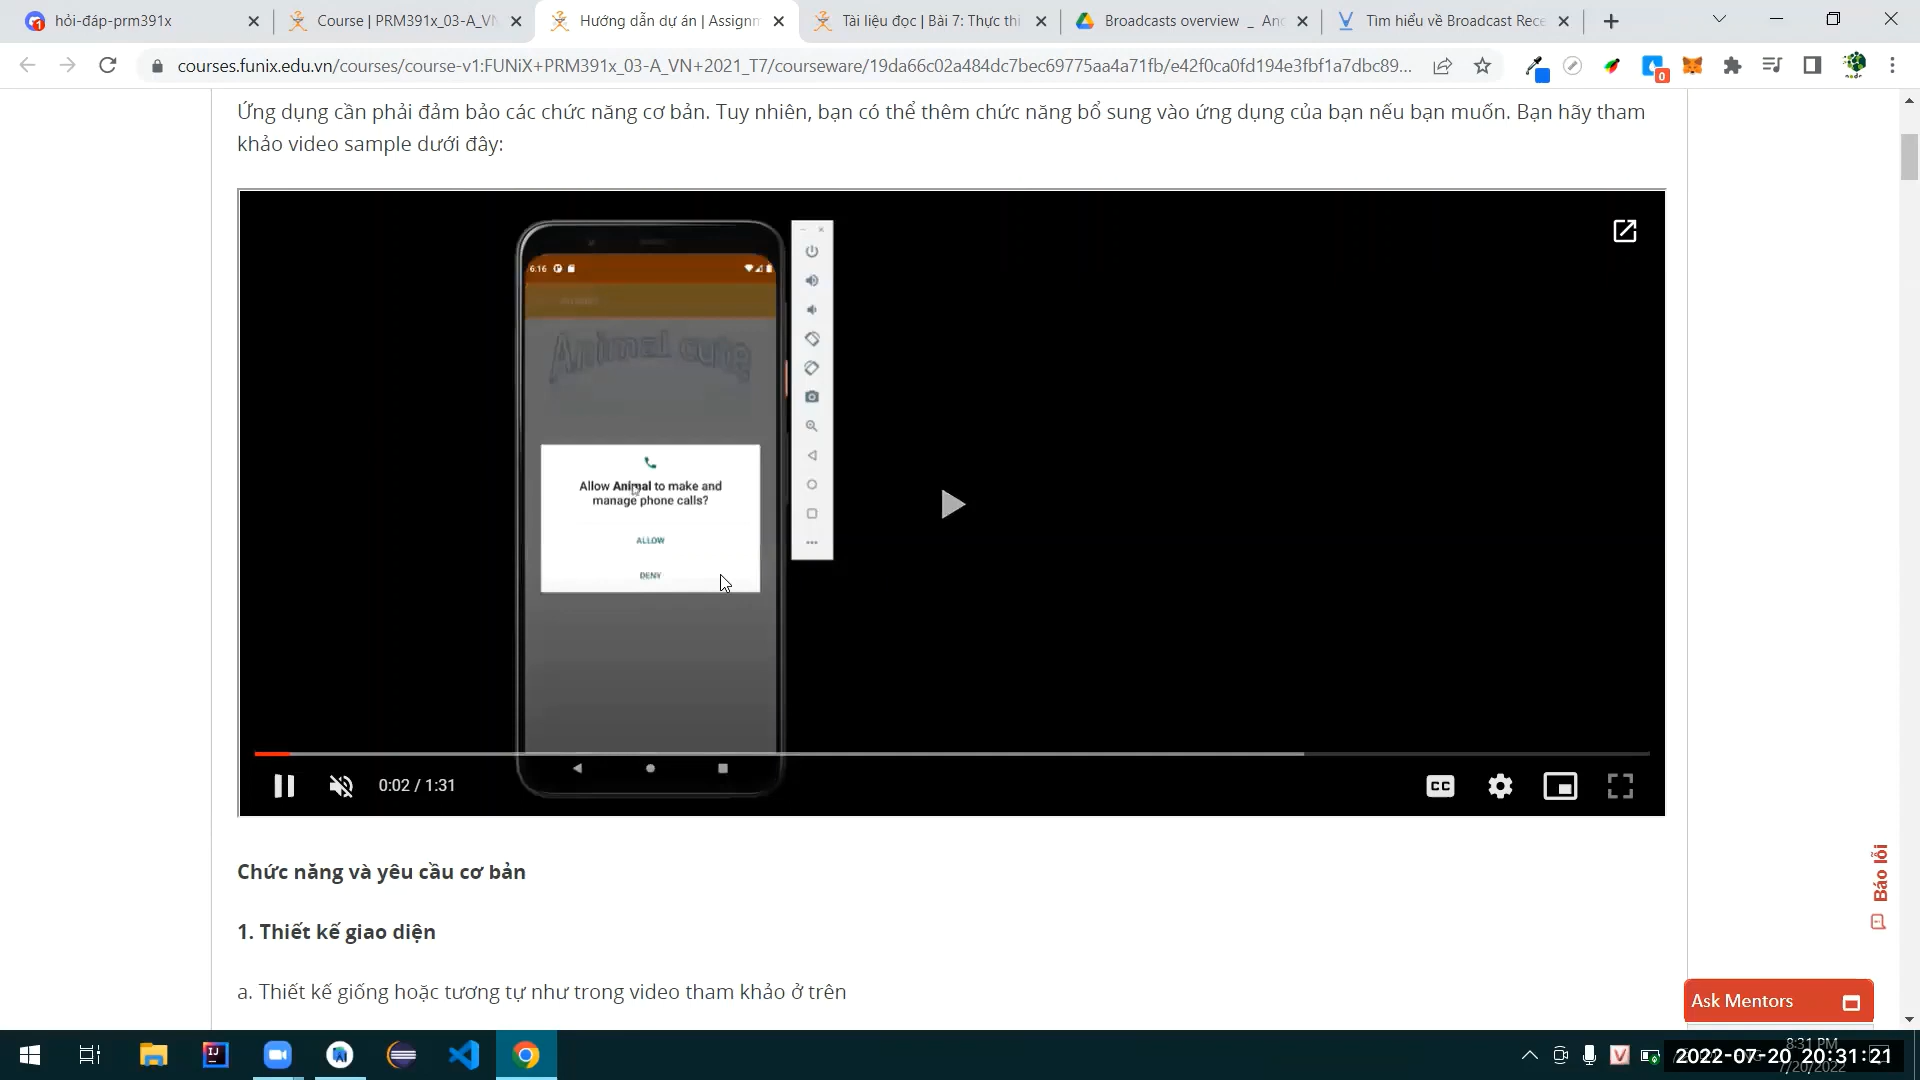 hỏi-đáp-prm391x
Course | PRM391x_03-A_VN
Hướng dẫn dự án | Assignm
Tài liệu đọc | Bài 7: Thực thi
Broadcasts overview _ And
Tìm hiểu về Broadcast Rece
courses.funix.edu.vn/courses/course-v1:FUNiX+PRM391x_03-A_VN+2021_T7/courseware/19da66c02a484dc7bec69775aa4a71fb/e42f0ca0fd194e3fbf1a7dbc89...
0
Ứng dụng cần phải đảm bảo các chức năng cơ bản. Tuy nhiên, bạn có thể thêm chức năng bổ sung vào ứng dụng của bạn nếu bạn muốn. Bạn hãy tham
khảo video sample dưới đây:
6:16
Animal cute
Allow Animal to make and
manage phone calls?
ALLOW
DENY
0:02 / 1:31
CC
Chức năng và yêu cầu cơ bản
1. Thiết kế giao diện
a. Thiết kế giống hoặc tương tự như trong video tham khảo ở trên
Báo lỗi
Ask Mentors
8:31 PM
2022-07-20 20:31:21
7/20/2022